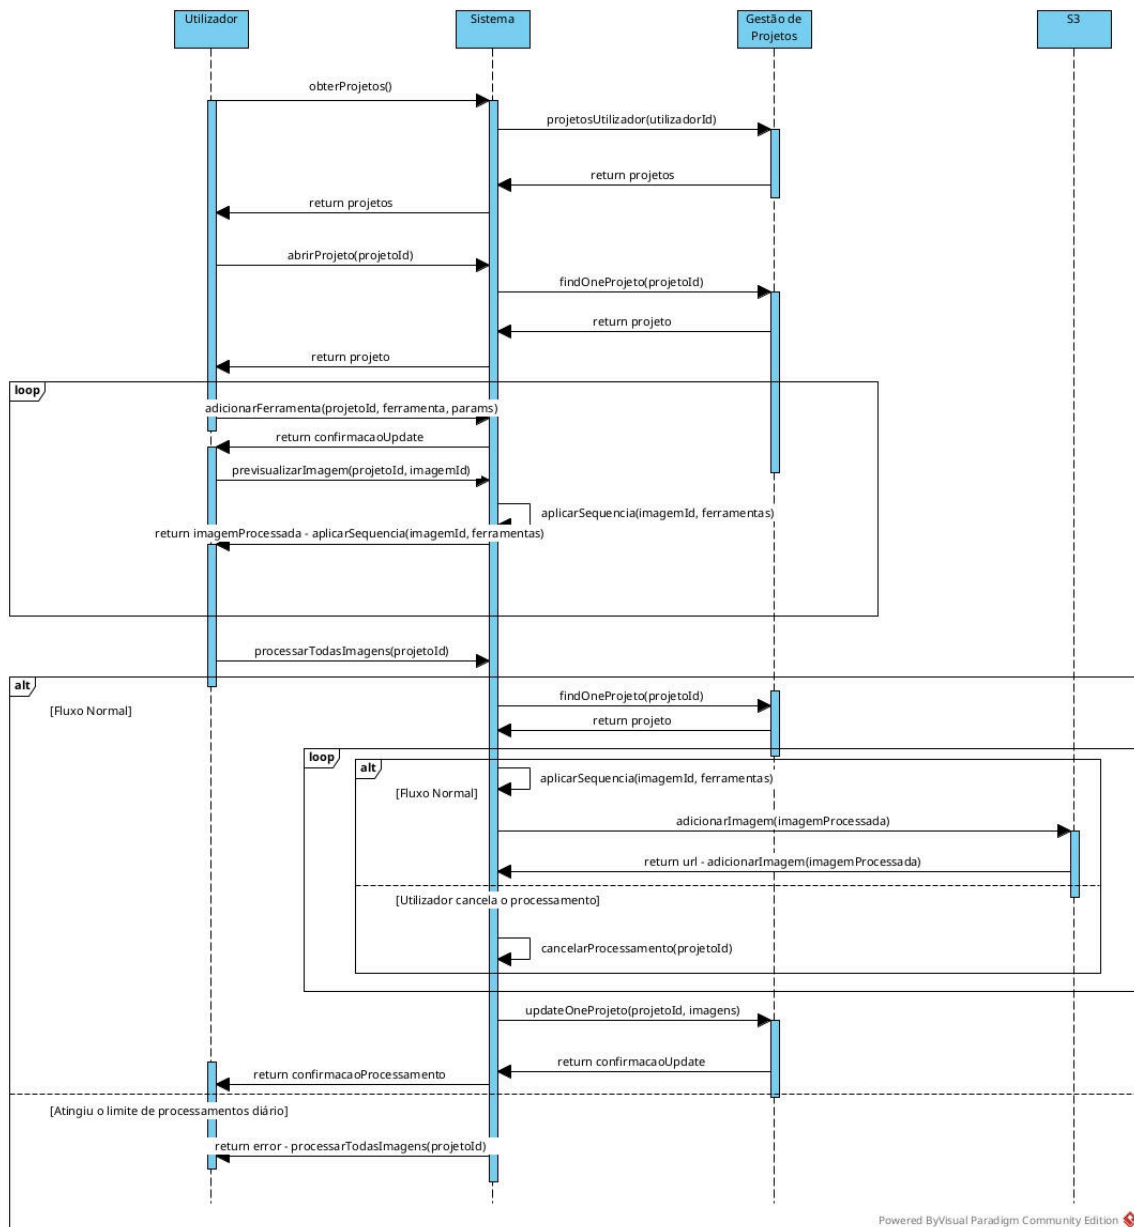 Utilizador
Sistema
Gestão de
Projetos
S3
obterProjetos()
projetosUtilizador(utilizadorId)
return projetos
return projetos
abrirProjeto(projetoId)
findOneProjeto(projetoId)
return projeto
return projeto
loop
adicionarFerramenta(projetoId, ferramenta, params)
return confirmacaoUpdate
previsualizarImagem(projetoId, imagemId)
aplicarSequencia(imagemId, ferramentas)
return imagemProcessada - aplicarSequencia(imagemId, ferramentas)
processarTodasImagens(projetoId)
alt
findOneProjeto(projetoId)
[Fluxo Normal]
return projeto
loop
alt
aplicarSequencia(imagemId, ferramentas)
[Fluxo Normal]
adicionarImagem(imagemProcessada)
return url - adicionarImagem(imagemProcessada)
[Utilizador cancela o processamento]
cancelarProcessamento(projetoId)
updateOneProjeto(projetoId, imagens)
return confirmacaoUpdate
return confirmacaoProcessamento
[Atingiu o limite de processamentos diário]
return error - processarTodasImagens(projetoId)
Powered ByVisual Paradigm Community Edition